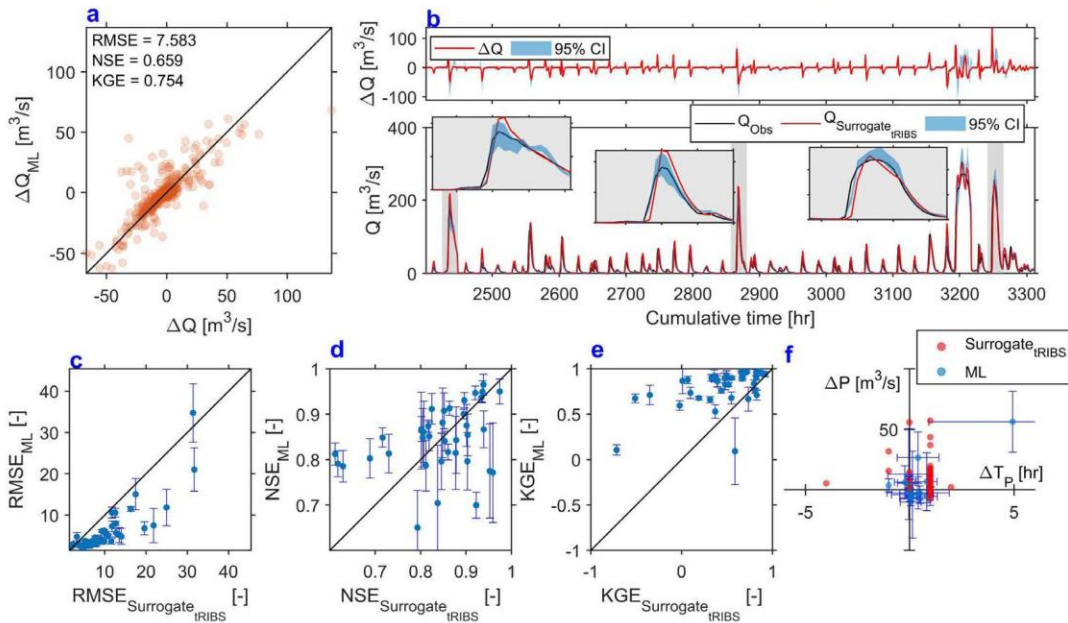 a
RMSE = 7.583
NSE = 0.659
KGE = 0.754
100
50
0
-50
-50 0 50 100
ΔQ_ML [m³/s]
ΔQ [m³/s]
b
ΔQ 95% CI
100
0
-100
ΔQ [m³/s]
Q_Obs Q_Surrogate_tRIBS 95% CI
400
200
0
Q [m³/s]
2500 2600 2700 2800 2900 3000 3100 3200 3300
Cumulative time [hr]
c
40
30
20
10
10 20 30 40
RMSE_ML [-]
RMSE_Surrogate_tRIBS [-]
d
1
0.9
0.8
0.7
0.7 0.8 0.9 1
NSE_ML [-]
NSE_Surrogate_tRIBS [-]
e
1
0.5
0
-0.5
-1
-1 0 1
KGE_ML [-]
KGE_Surrogate_tRIBS [-]
f
Surrogate_tRIBS
ML
ΔP [m³/s]
50
ΔT_P [hr]
-5 5